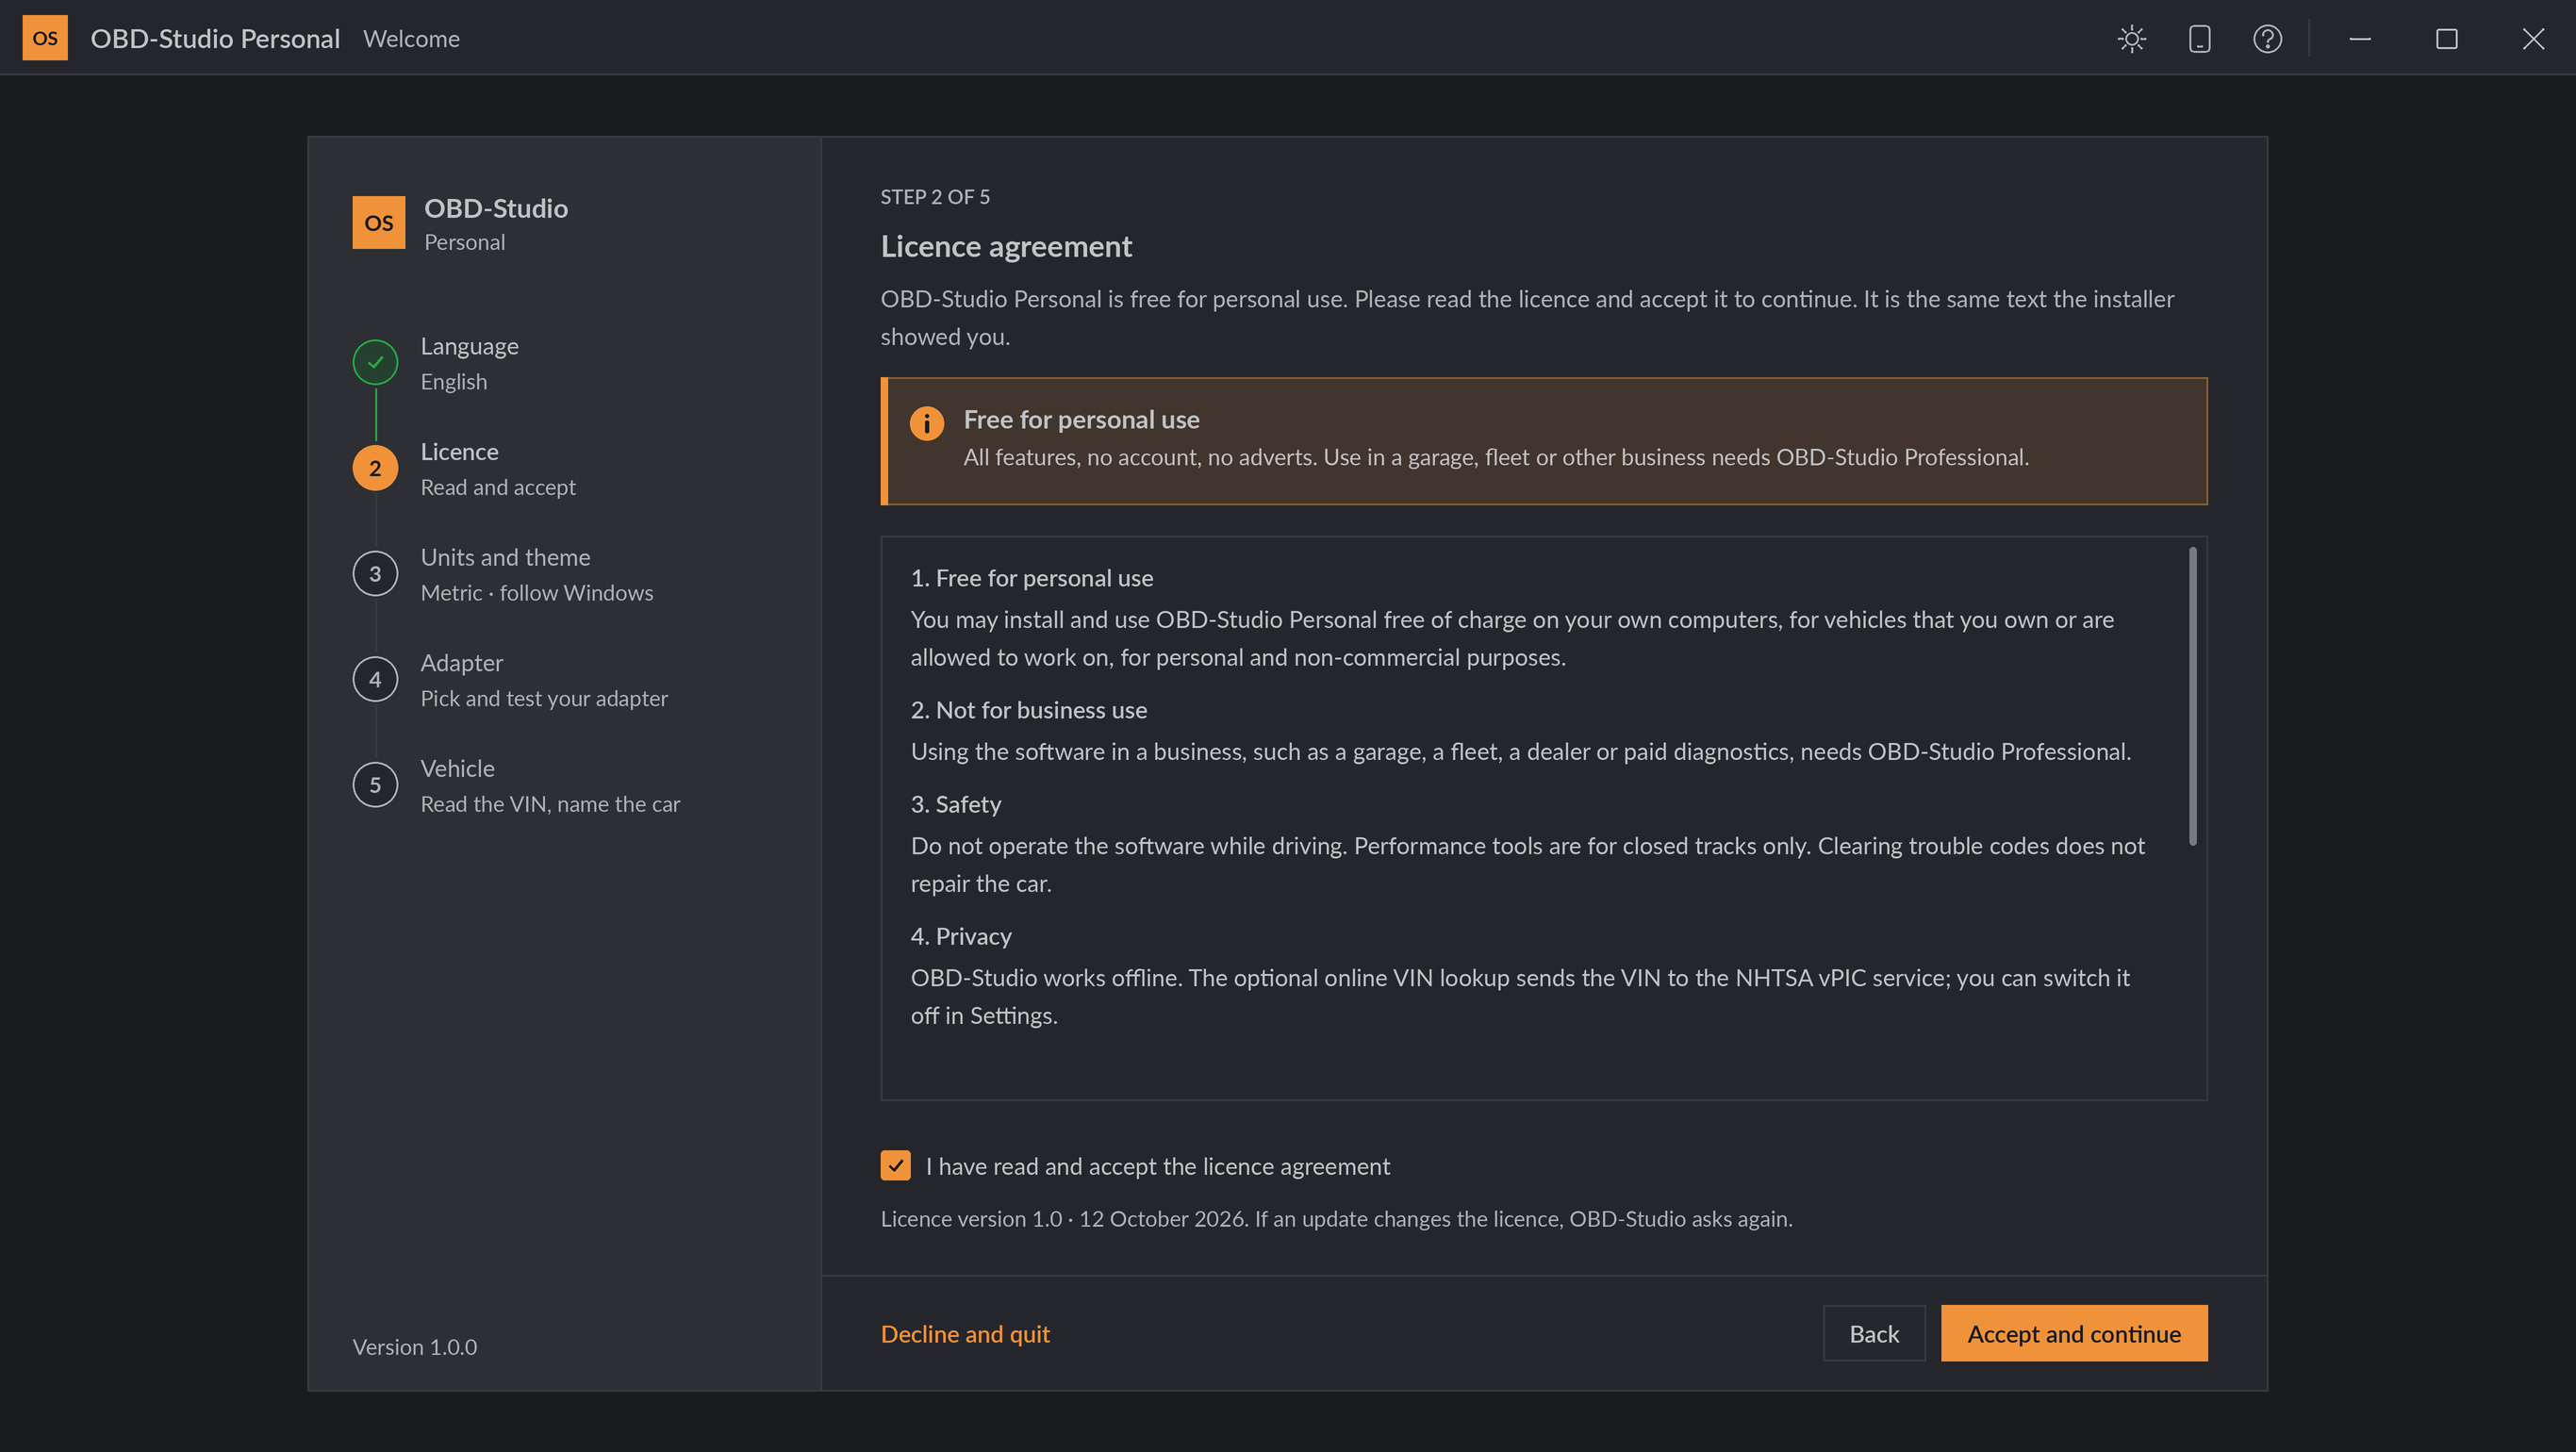 OS OBD-Studio Personal Welcome
OS OBD-Studio
Personal
Language
English
2 Licence
Read and accept
3 Units and theme
Metric · follow Windows
4 Adapter
Pick and test your adapter
5 Vehicle
Read the VIN, name the car
Version 1.0.0
STEP 2 OF 5
Licence agreement
OBD-Studio Personal is free for personal use. Please read the licence and accept it to continue. It is the same text the installer
showed you.
Free for personal use
All features, no account, no adverts. Use in a garage, fleet or other business needs OBD-Studio Professional.
1. Free for personal use
You may install and use OBD-Studio Personal free of charge on your own computers, for vehicles that you own or are
allowed to work on, for personal and non-commercial purposes.
2. Not for business use
Using the software in a business, such as a garage, a fleet, a dealer or paid diagnostics, needs OBD-Studio Professional.
3. Safety
Do not operate the software while driving. Performance tools are for closed tracks only. Clearing trouble codes does not
repair the car.
4. Privacy
OBD-Studio works offline. The optional online VIN lookup sends the VIN to the NHTSA vPIC service; you can switch it
off in Settings.
I have read and accept the licence agreement
Licence version 1.0 · 12 October 2026. If an update changes the licence, OBD-Studio asks again.
Decline and quit
Back
Accept and continue